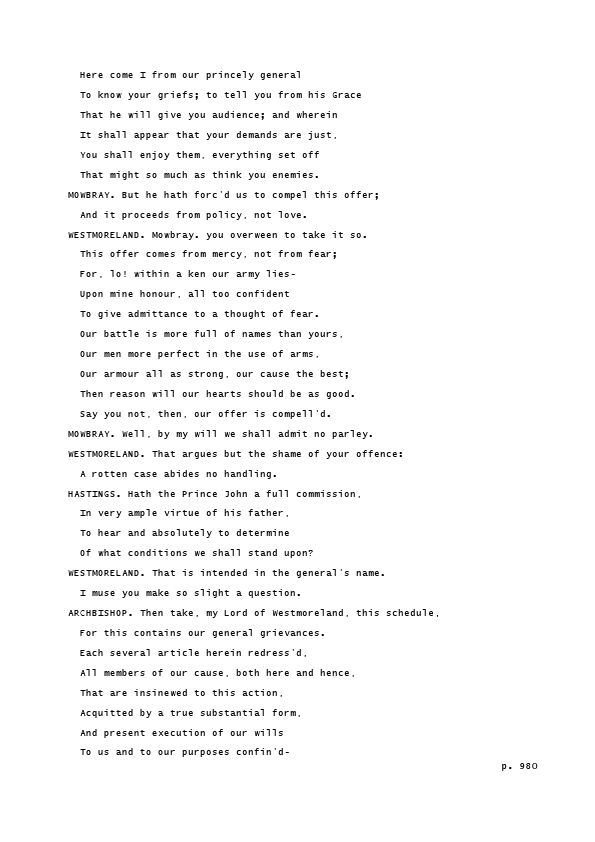 Here come I from our princely general
To know your griefs; to tell you from his Grace
That he will give you audience; and wherein
It shall appear that your demands are just,
You shall enjoy them, everything set off
That might so much as think you enemies.
MOWBRAY. But he hath forc'd us to compel this offer;
And it proceeds from policy, not love.
WESTMORELAND. Mowbray. you overween to take it so.
This offer comes from mercy, not from fear;
For, lo! within a ken our army lies-
Upon mine honour, all too confident
To give admittance to a thought of fear.
Our battle is more full of names than yours,
Our men more perfect in the use of arms,
Our armour all as strong, our cause the best;
Then reason will our hearts should be as good.
Say you not, then, our offer is compell'd.
MOWBRAY. Well, by my will we shall admit no parley.
WESTMORELAND. That argues but the shame of your offence:
A rotten case abides no handling.
HASTINGS. Hath the Prince John a full commission,
In very ample virtue of his father,
To hear and absolutely to determine
Of what conditions we shall stand upon?
WESTMORELAND. That is intended in the general's name.
I muse you make so slight a question.
ARCHBISHOP. Then take, my Lord of Westmoreland, this schedule,
For this contains our general grievances.
Each several article herein redress'd,
All members of our cause, both here and hence,
That are insinewed to this action,
Acquitted by a true substantial form,
And present execution of our wills
To us and to our purposes confin'd-
p. 980